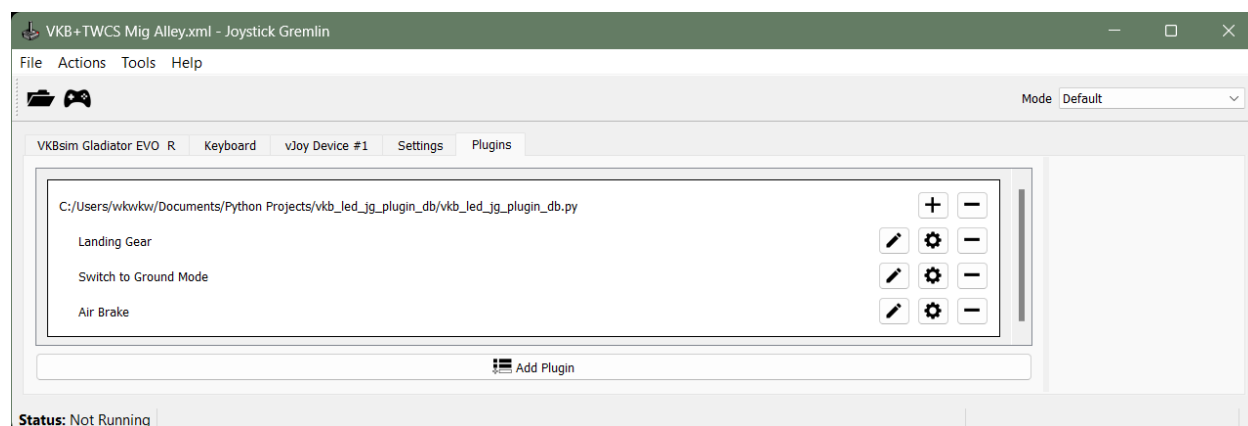 VKB+TWCS Mig Alley.xml - Joystick Gremlin
File Actions Tools Help
Mode Default
VKBsim Gladiator EVO R Keyboard vJoy Device #1 Settings Plugins
C:/Users/wkwkw/Documents/Python Projects/vkb_led_jg_plugin_db/vkb_led_jg_plugin_db.py
Landing Gear
Switch to Ground Mode
Air Brake
Add Plugin
Status: Not Running